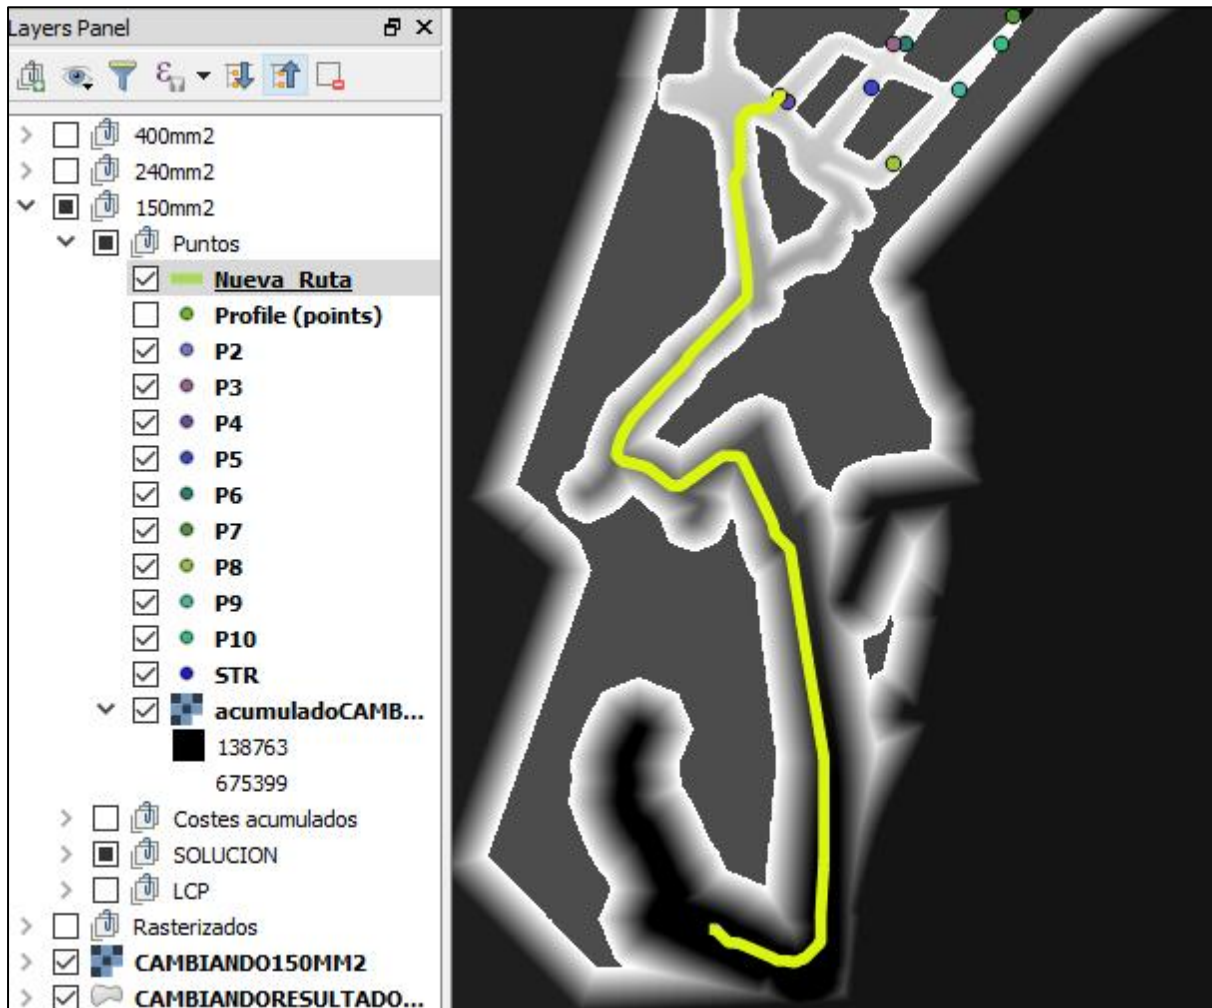 Layers Panel
400mm2
240mm2
150mm2
Puntos
Nueva_Ruta
Profile (points)
P2
P3
P4
P5
P6
P7
P8
P9
P10
STR
acumuladoCAMB...
138763
675399
Costes acumulados
SOLUCION
LCP
Rasterizados
CAMBIANDO150MM2
CAMBIANDORESULTADO...